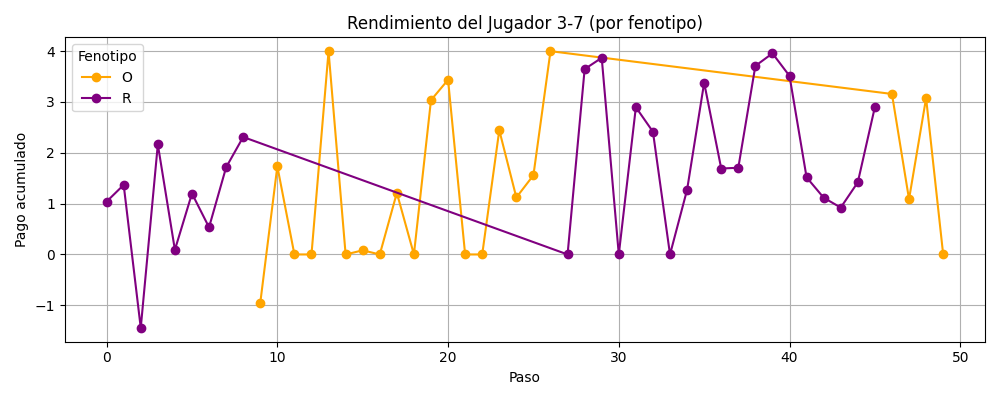 Rendimiento del Jugador 3-7 (por fenotipo)
Fenotipo
O
R
Pago acumulado
4
3
2
1
0
−1
0 10 20 30 40 50
Paso